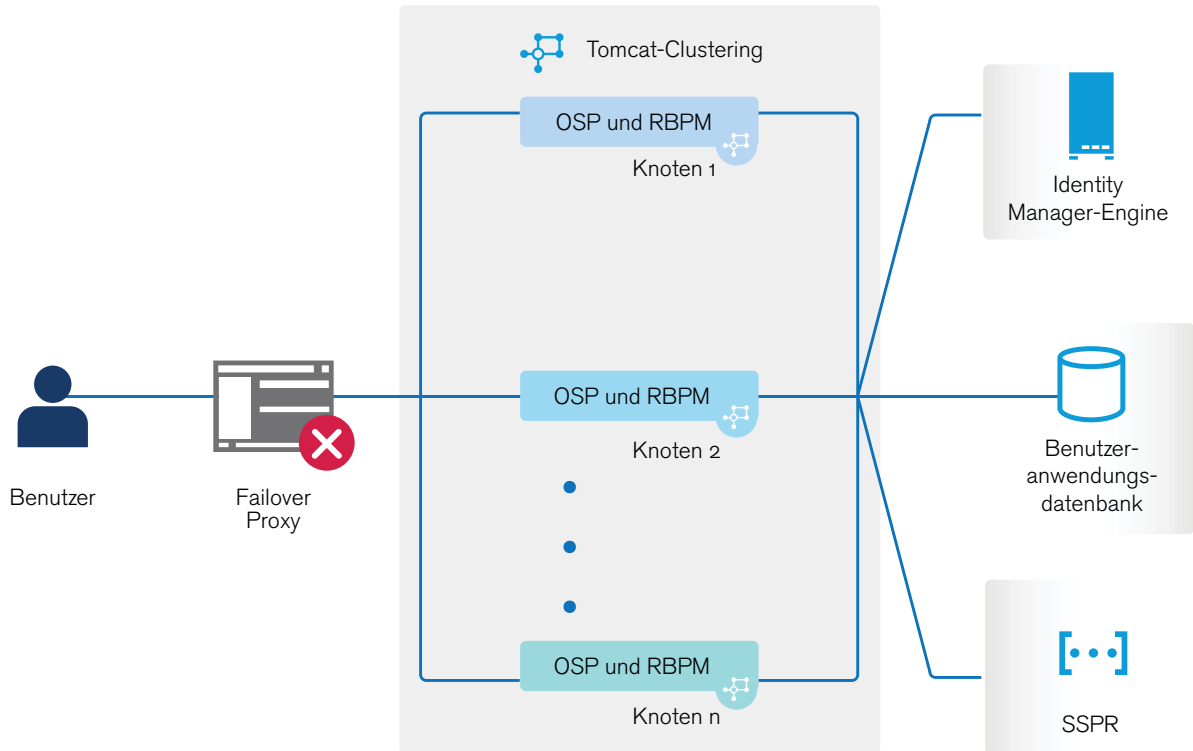 Tomcat-Clustering
OSP und RBPM
Knoten 1
Identity
Manager-Engine
Benutzer
Failover
Proxy
OSP und RBPM
Knoten 2
Benutzer-
anwendungs-
datenbank
OSP und RBPM
Knoten n
SSPR